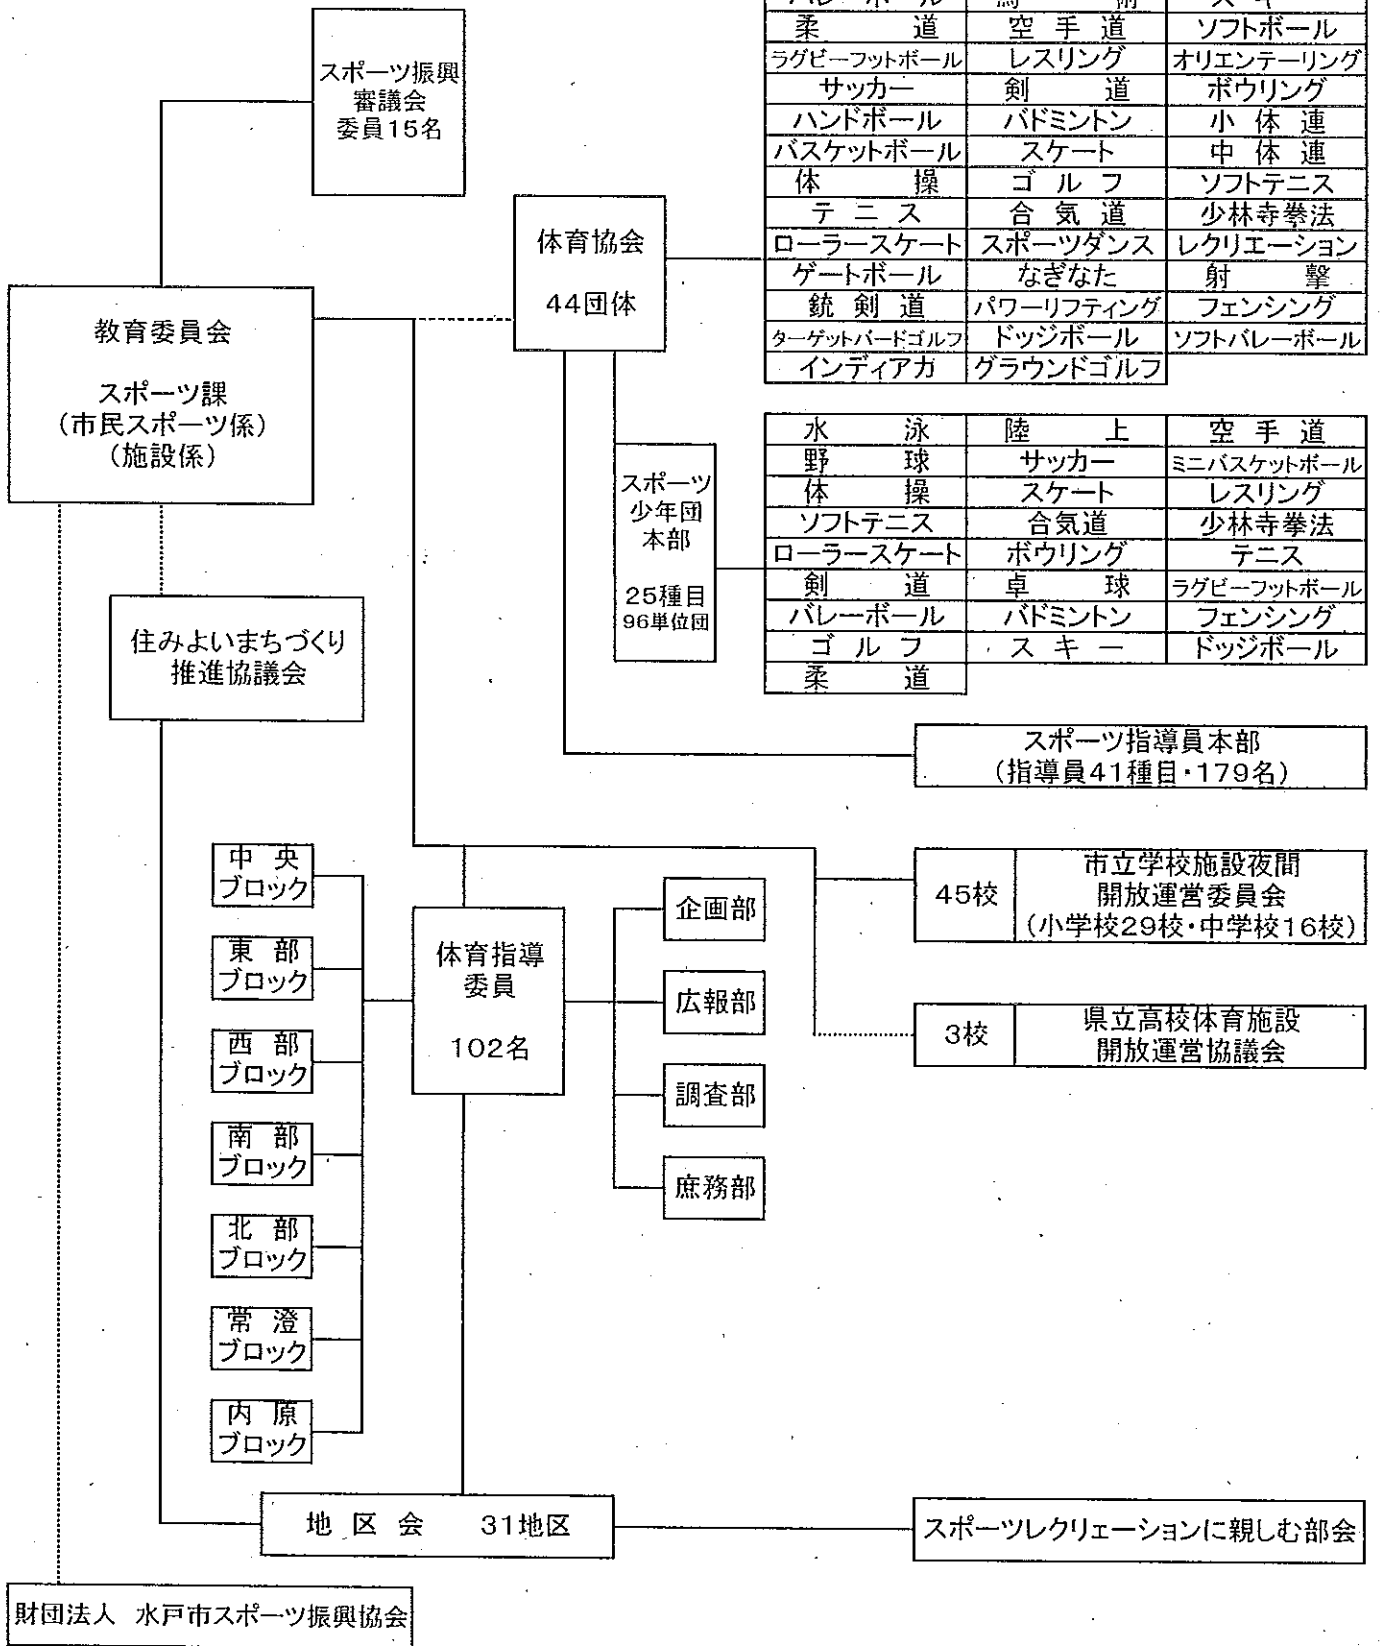 スポーツ振興
審議会
委員15名
教育委員会
スポーツ課
(市民スポーツ係)
(施設係)
体育協会
44団体
柔道 空手道 ソフトボール
ラグビーフットボール レスリング オリエンテーリング
サッカー 剣道 ボウリング
ハンドボール バドミントン 小体連
バスケットボール スケート 中体連
体操 ゴルフ ソフトテニス
テニス 合気道 少林寺拳法
ローラースケート スポーツダンス レクリエーション
ゲートボール なぎなた 射撃
銃剣道 パワーリフティング フェンシング
ターゲットバードゴルフ ドッジボール ソフトバレーボール
インディアカ グラウンドゴルフ
スポーツ
少年団
本部
25種目
96単位団
水泳 陸上 空手道
野球 サッカー ミニバスケットボール
体操 スケート レスリング
ソフトテニス 合気道 少林寺拳法
ローラースケート ボウリング テニス
剣道 卓球 ラグビーフットボール
バレーボール バドミントン フェンシング
ゴルフ スキー ドッジボール
柔道
住みよいまちづくり
推進協議会
スポーツ指導員本部
(指導員41種目・179名)
中央
ブロック
東部
ブロック
西部
ブロック
南部
ブロック
北部
ブロック
常澄
ブロック
内原
ブロック
体育指導
委員
102名
企画部
広報部
調査部
庶務部
45校
市立学校施設夜間
開放運営委員会
(小学校29校・中学校16校)
3校
県立高校体育施設
開放運営協議会
地区会 31地区
スポーツレクリェーションに親しむ部会
財団法人 水戸市スポーツ振興協会